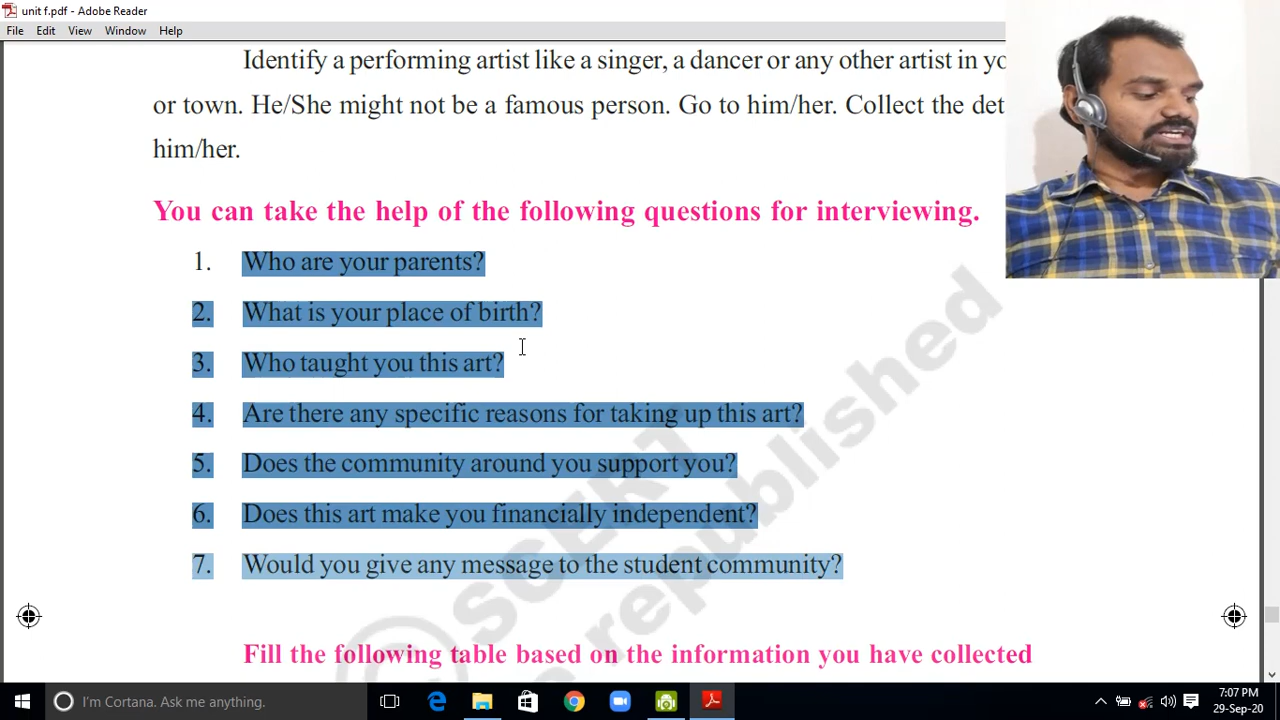 unit f.pdf - Adobe Reader
File Edit View Window Help
Identify a performing artist like a singer, a dancer or any other artist in yo
or town. He/She might not be a famous person. Go to him/her. Collect the det
him/her.
You can take the help of the following questions for interviewing.
1. Who are your parents?
2. What is your place of birth?
3. Who taught you this art?
4. Are there any specific reasons for taking up this art?
5. Does the community around you support you?
6. Does this art make you financially independent?
7. Would you give any message to the student community?
©SCERT
be republished
Fill the following table based on the information you have collected
I'm Cortana. Ask me anything.
7:07 PM
29-Sep-20